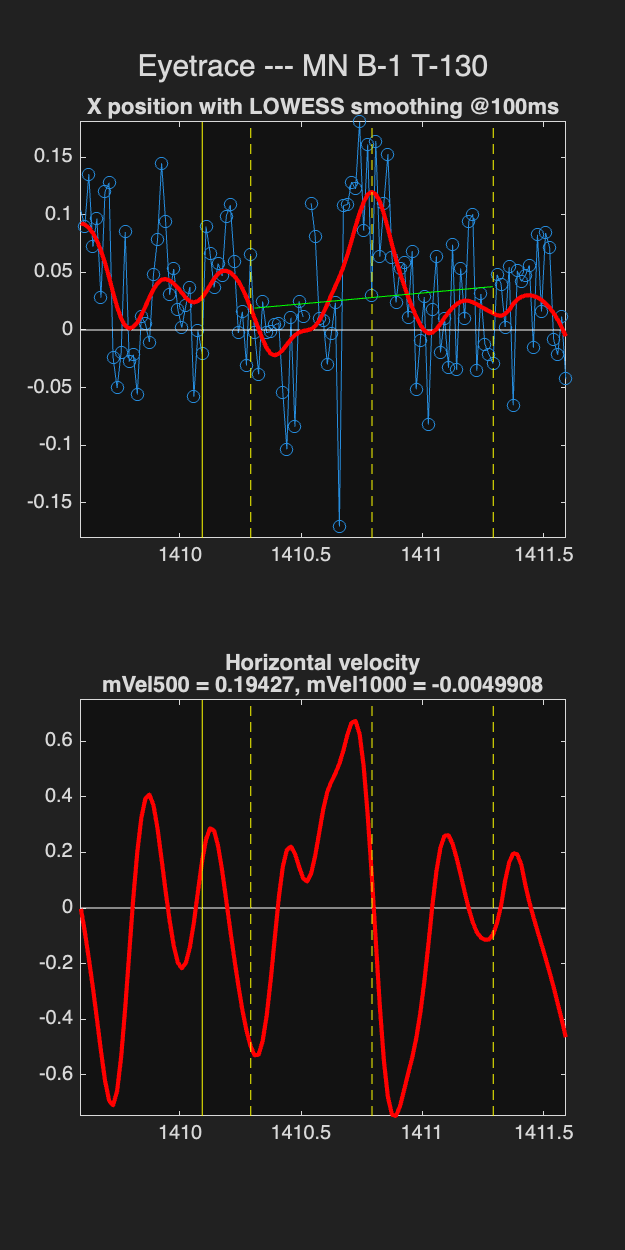 Eyetrace --- MN B-1 T-130
X position with LOWESS smoothing @100ms
0.15
0.1
0.05
0
-0.05
-0.1
-0.15
1410 1410.5 1411 1411.5
Horizontal velocity
mVel500 = 0.19427, mVel1000 = -0.0049908
0.6
0.4
0.2
0
-0.2
-0.4
-0.6
1410 1410.5 1411 1411.5